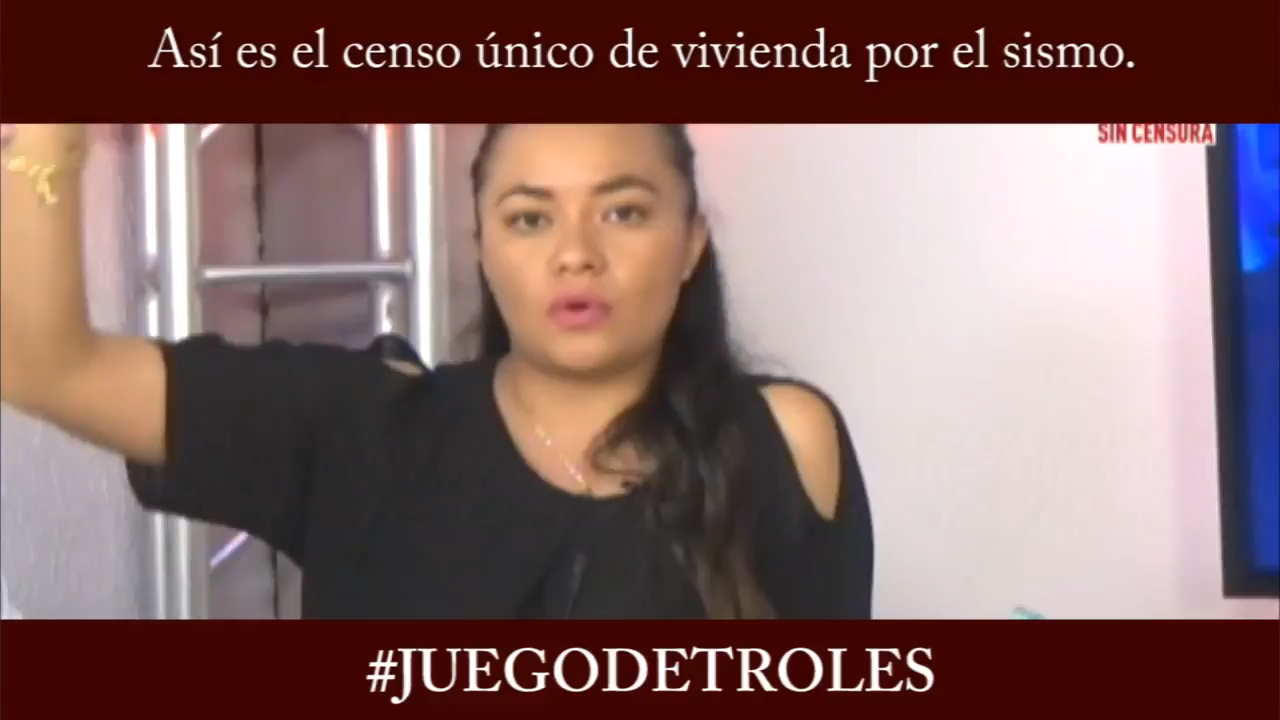 Así es el censo único de vivienda por el sismo.
SIN CENSURA
#JUEGODETROLES